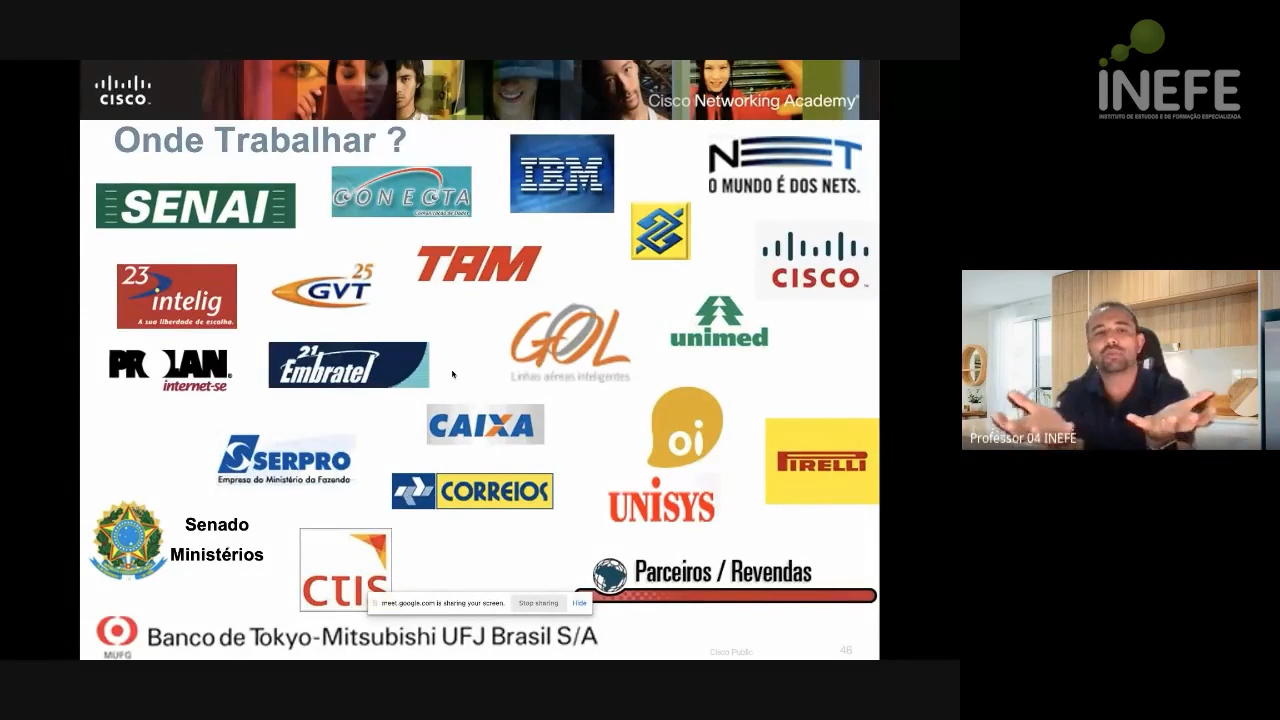 CISCO
Cisco Networking Academy
INEFE
INSTITUTO DE ESTUDOS E DE FORMAÇÃO ESPECIALIZADA
Onde Trabalhar ?
SENAI
CONECTA
Comunicação de Dados
IBM
NEET
O MUNDO É DOS NETS.
23
intelig
A sua liberdade de escolha.
25
GVT
TAM
CISCO
GOL
Linhas aéreas inteligentes
unimed
PROLAN
internet-se
21
Embratel
CAIXA
oi
Professor 04 INEFE
SERPRO
Empresa do Ministério da Fazenda
CORREIOS
UNISYS
PIRELLI
Senado
Ministérios
CTIS
Parceiros / Revendas
meet.google.com is sharing your screen.
Stop sharing
Hide
MUFG
Banco de Tokyo-Mitsubishi UFJ Brasil S/A
Cisco Public
46